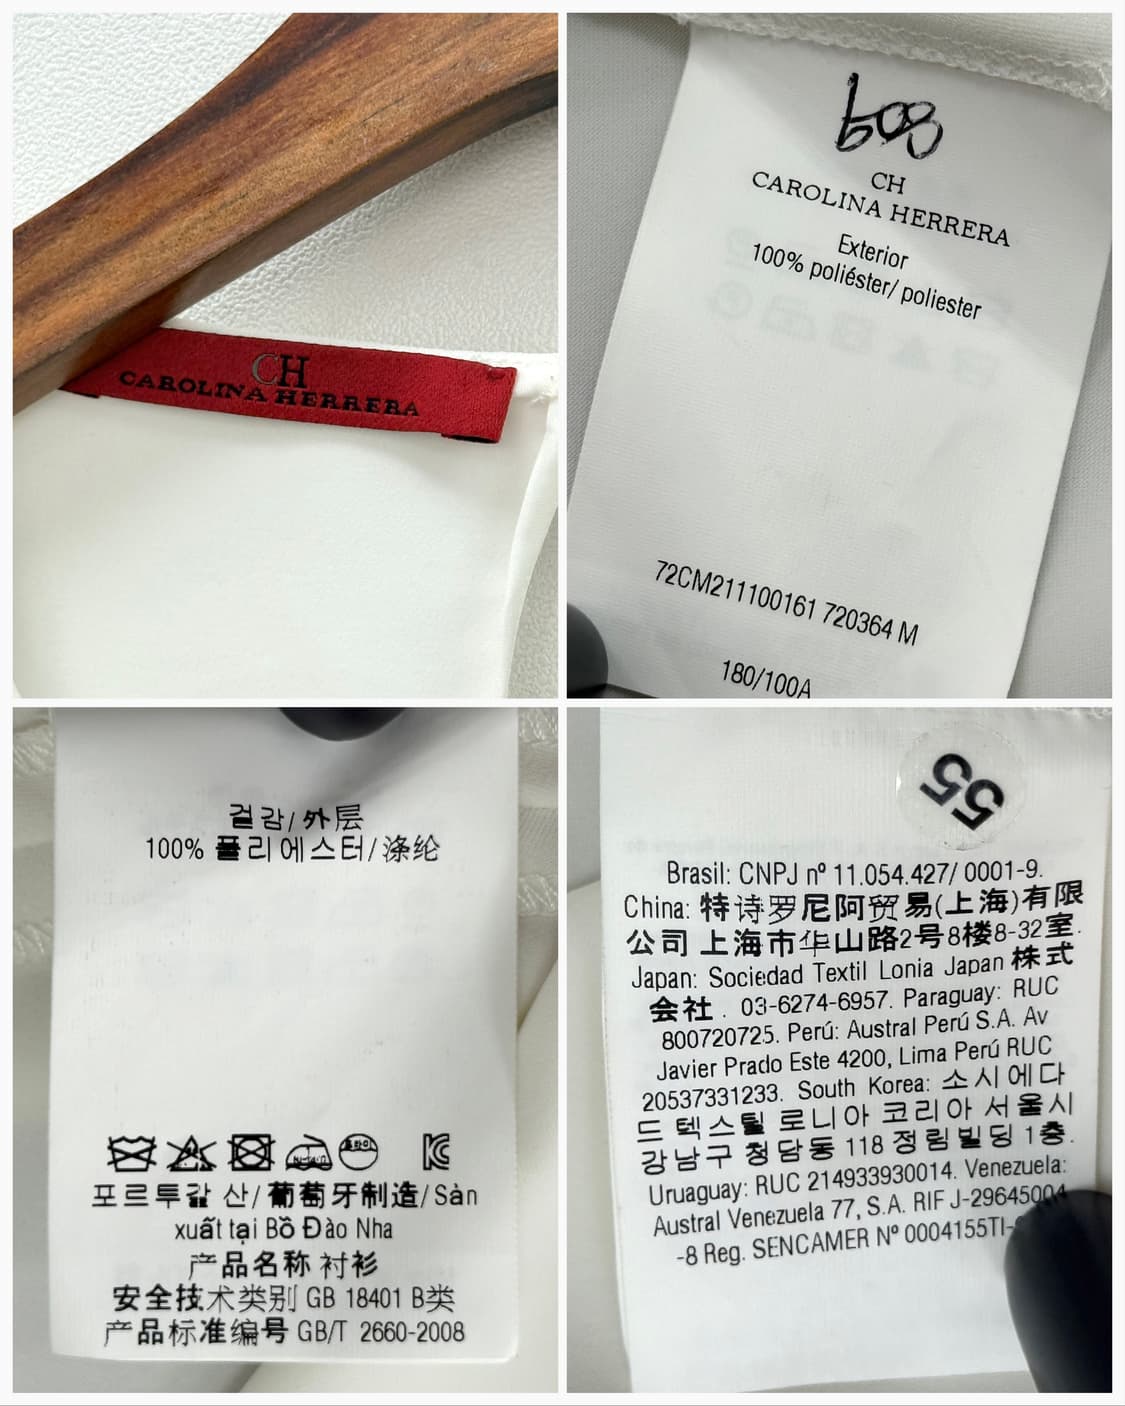 CH
CAROLINA HERRERA
608
CH
CAROLINA HERRERA
Exterior
100% poliéster/ poliester
72CM211100161 720364 M
180/100A
겉감/外层
100% 폴리에스터/涤纶
포르투갈 산/葡萄牙制造/Sàn
xuất tại Bồ Đào Nha
产品名称 衬衫
安全技术类别 GB 18401 B类
产品标准编号 GB/T 2660-2008
55
Brasil: CNPJ nº 11.054.427/ 0001-9.
China: 特诗罗尼阿贸易(上海)有限
公司 上海市华山路2号8楼8-32室.
Japan: Sociedad Textil Lonia Japan 株式
会社 . 03-6274-6957. Paraguay: RUC
800720725. Perú: Austral Perú S.A. Av
Javier Prado Este 4200, Lima Perú RUC
20537331233. South Korea: 소시에다
드 텍스틸 로니아 코리아 서울시
강남구 청담동 118 정림빌딩 1층.
Uruaguay: RUC 214933930014. Venezuela:
Austral Venezuela 77, S.A. RIF J-29645004
-8 Reg. SENCAMER Nº 0004155TI-